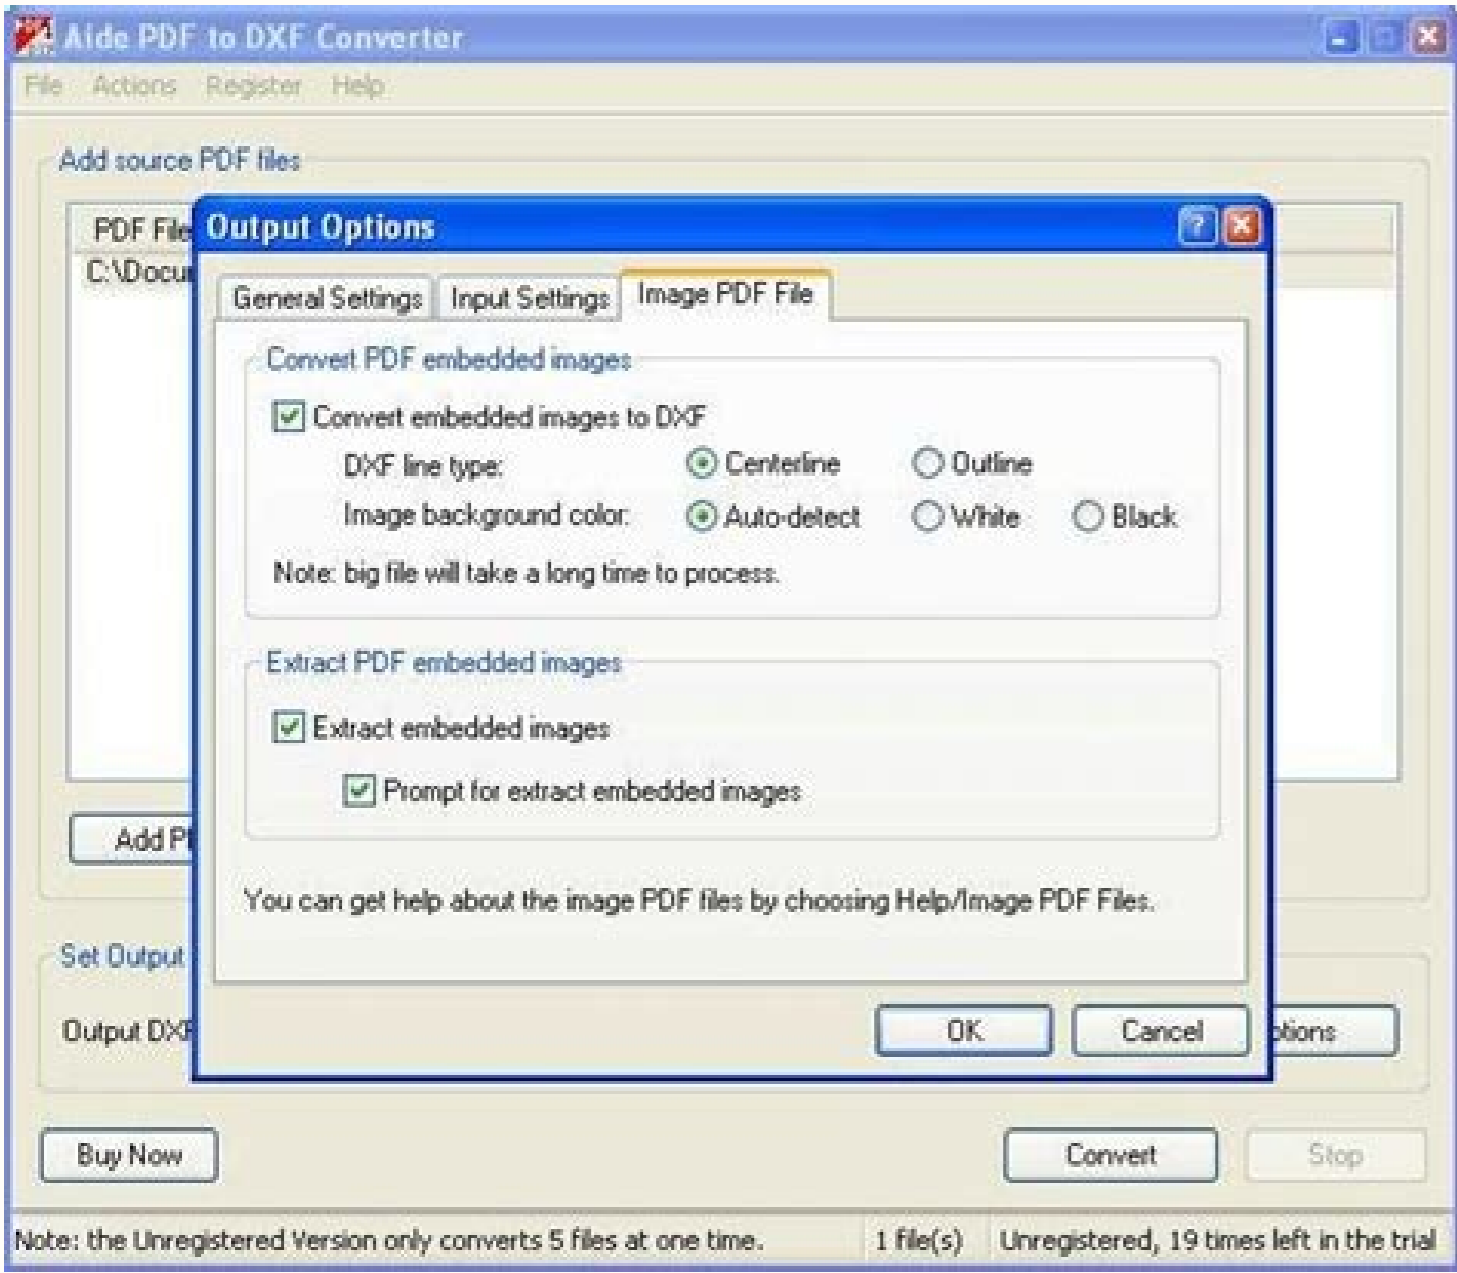 Aide PDF to DXF Converter
File Actions Register Help
Add source PDF files
PDF File
C:\Docu
Output Options
General Settings Input Settings Image PDF File
Convert PDF embedded images
Convert embedded images to DXF
DXF line type: Centerline Outline
Image background color: Auto-detect White Black
Note: big file will take a long time to process.
Extract PDF embedded images
Extract embedded images
Prompt for extract embedded images
Add P
You can get help about the image PDF files by choosing Help/Image PDF Files.
Set Output
Output DXF
OK Cancel ptions
Buy Now Convert Stop
Note: the Unregistered Version only converts 5 files at one time. 1 file(s) Unregistered, 19 times left in the trial